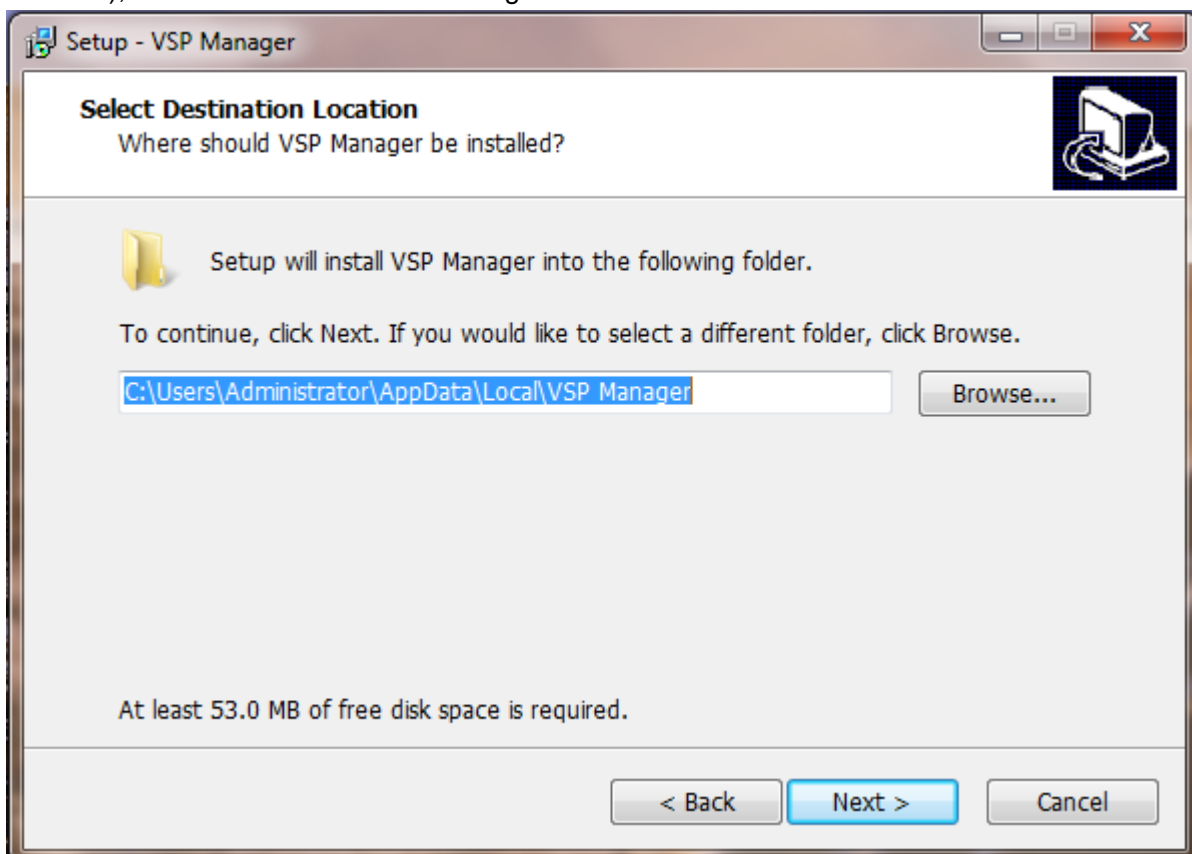 Setup - VSP Manager
Select Destination Location
Where should VSP Manager be installed?
Setup will install VSP Manager into the following folder.
To continue, click Next. If you would like to select a different folder, click Browse.
C:\Users\Administrator\AppData\Local\VSP Manager
Browse...
At least 53.0 MB of free disk space is required.
< Back
Next >
Cancel